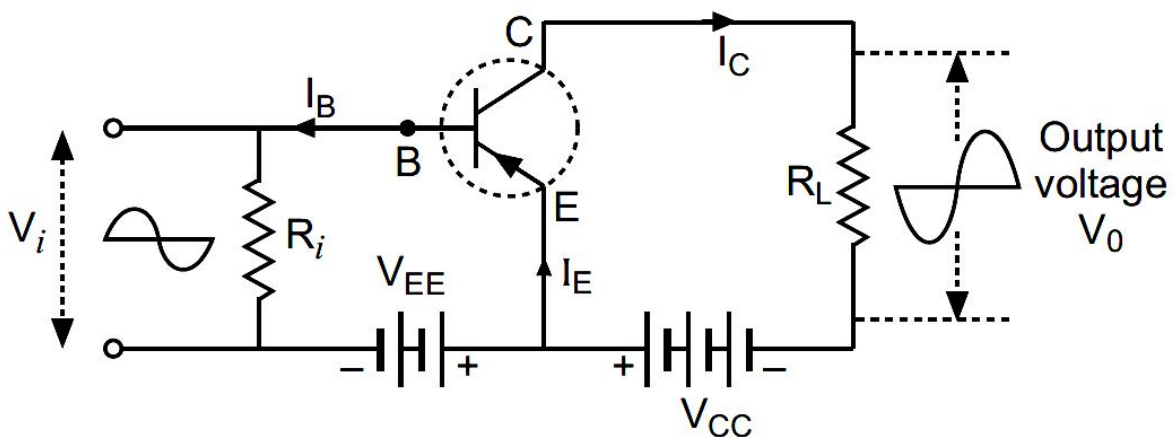 C
I_C
I_B
B
E
V_i
R_i
V_EE
I_E
R_L
Output
voltage
V_0
– +
+ –
V_CC